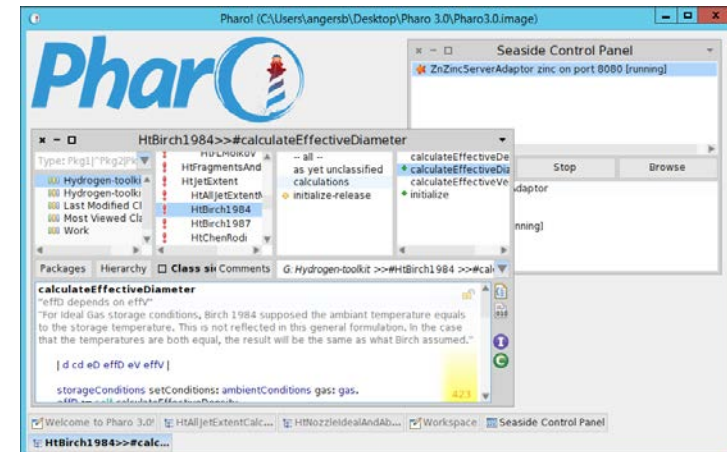 Pharo! (C:\Users\angersb\Desktop\Pharo 3.0\Pharo3.0.image)
Pharo
Seaside Control Panel
ZnZincServerAdaptor zinc on port 8080 [running]
Stop
Browse
HtBirch1984>>#calculateEffectiveDiameter
Type: Pkg1|^Pkg2|Pk
Hydrogen-toolki
Hydrogen-toolki
Last Modified Cl
Most Viewed Cla
Work
HtFragmentsAnd
HtJetExtent
HtAllJetExtent
HtBirch1984
HtBirch1987
HtChenRodi
-- all --
as yet unclassified
calculations
initialize-release
calculateEffectiveDe
calculateEffectiveDia
calculateEffectiveVe
initialize
daptor
nning]
Packages Hierarchy Class si Comments G: Hydrogen-toolkit >>#HtBirch1984 >>#cal
calculateEffectiveDiameter
"effD depends on effV"
"For Ideal Gas storage conditions, Birch 1984 supposed the ambiant temperature equals
to the storage temperature. This is not reflected in this general formulation. In the case
that the temperatures are both equal, the result will be the same as what Birch assumed."
| d cd eD effD eV effV |
storageConditions setConditions: ambientConditions gas: gas.
423
Welcome to Pharo 3.0! HtAllJetExtentCalc... HtNozzleIdealAndAb... Workspace Seaside Control Panel
HtBirch1984>>#calc...